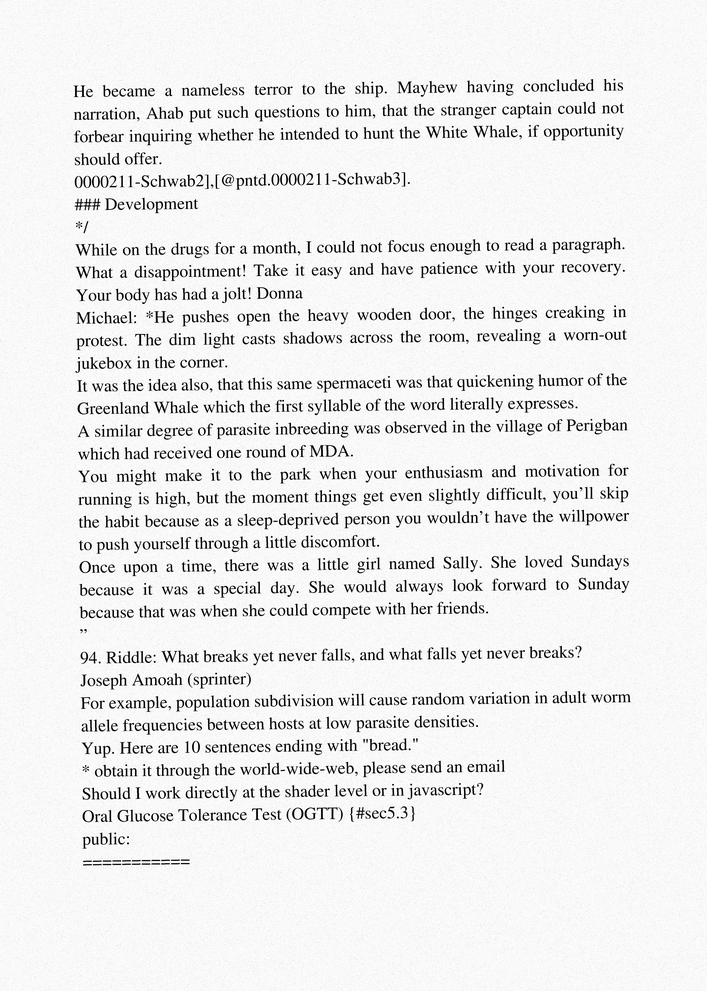 He became a nameless terror to the ship. Mayhew having concluded his
narration, Ahab put such questions to him, that the stranger captain could not
forbear inquiring whether he intended to hunt the White Whale, if opportunity
should offer.
0000211-Schwab2],[@pntd.0000211-Schwab3].
### Development
*/
While on the drugs for a month, I could not focus enough to read a paragraph.
What a disappointment! Take it easy and have patience with your recovery.
Your body has had a jolt! Donna
Michael: *He pushes open the heavy wooden door, the hinges creaking in
protest. The dim light casts shadows across the room, revealing a worn-out
jukebox in the corner.
It was the idea also, that this same spermaceti was that quickening humor of the
Greenland Whale which the first syllable of the word literally expresses.
A similar degree of parasite inbreeding was observed in the village of Perigban
which had received one round of MDA.
You might make it to the park when your enthusiasm and motivation for
running is high, but the moment things get even slightly difficult, you’ll skip
the habit because as a sleep-deprived person you wouldn’t have the willpower
to push yourself through a little discomfort.
Once upon a time, there was a little girl named Sally. She loved Sundays
because it was a special day. She would always look forward to Sunday
because that was when she could compete with her friends.
”
94. Riddle: What breaks yet never falls, and what falls yet never breaks?
Joseph Amoah (sprinter)
For example, population subdivision will cause random variation in adult worm
allele frequencies between hosts at low parasite densities.
Yup. Here are 10 sentences ending with "bread."
* obtain it through the world-wide-web, please send an email
Should I work directly at the shader level or in javascript?
Oral Glucose Tolerance Test (OGTT) {#sec5.3}
public:
===========